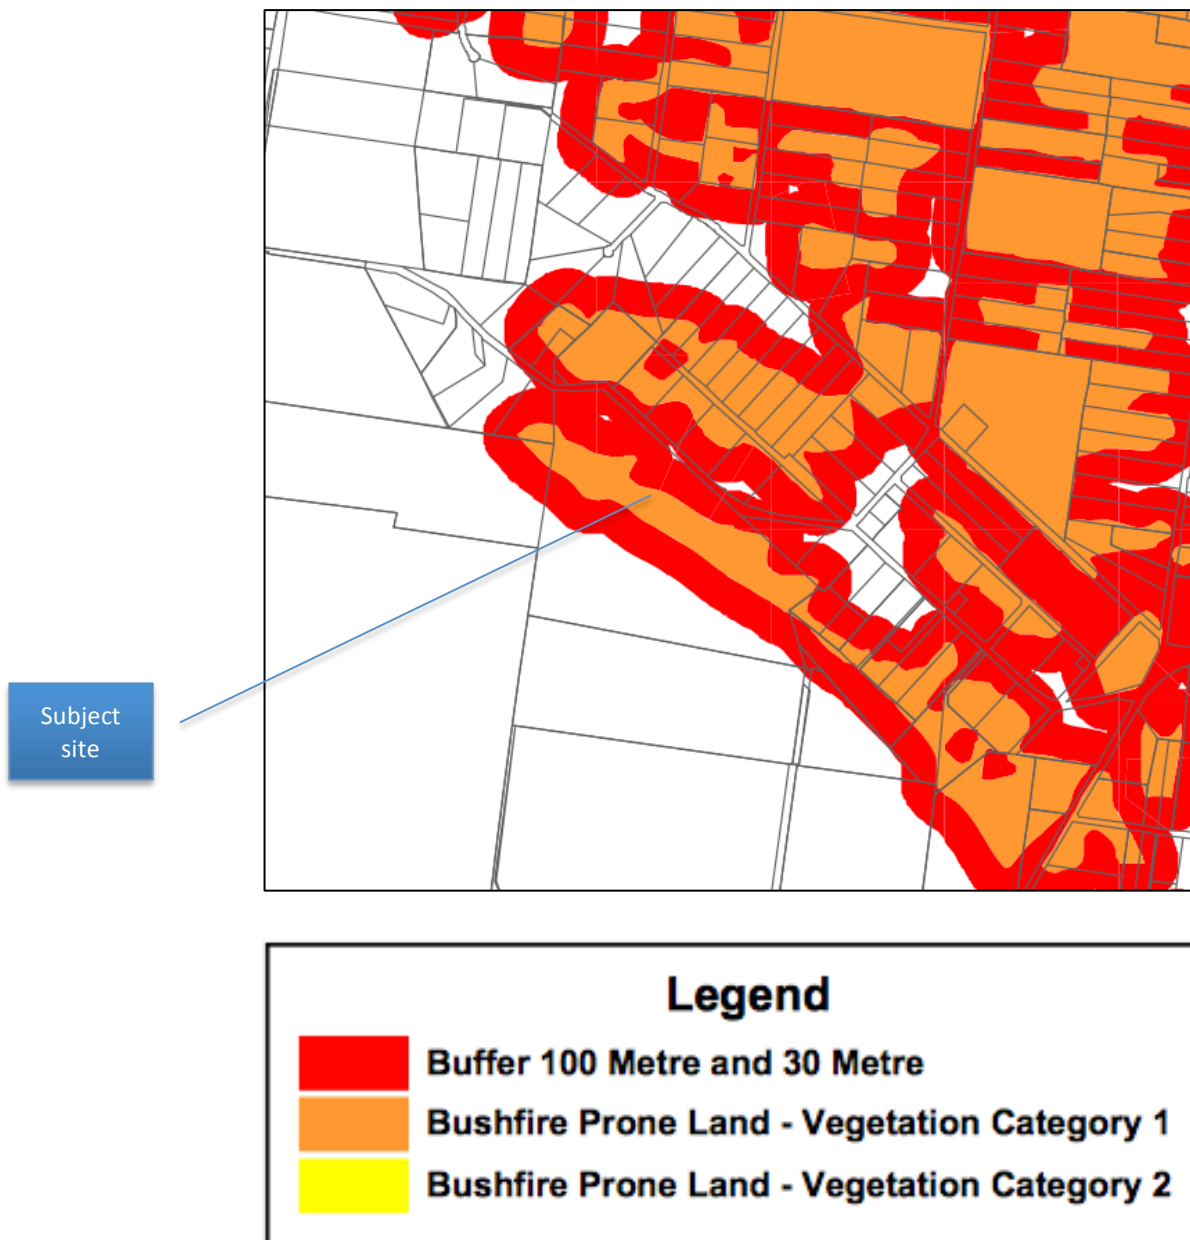 Subject
site
Legend
Buffer 100 Metre and 30 Metre
Bushfire Prone Land - Vegetation Category 1
Bushfire Prone Land - Vegetation Category 2